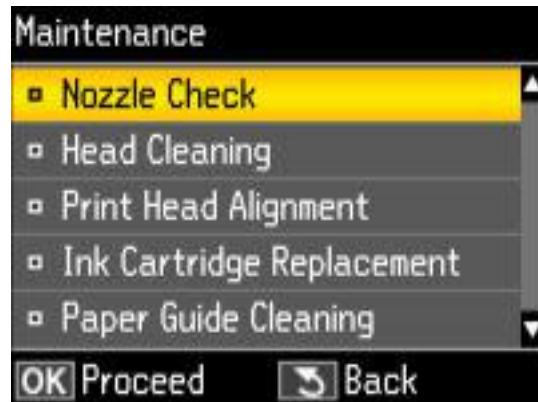 Maintenance
Nozzle Check
Head Cleaning
Print Head Alignment
Ink Cartridge Replacement
Paper Guide Cleaning
OK Proceed Back